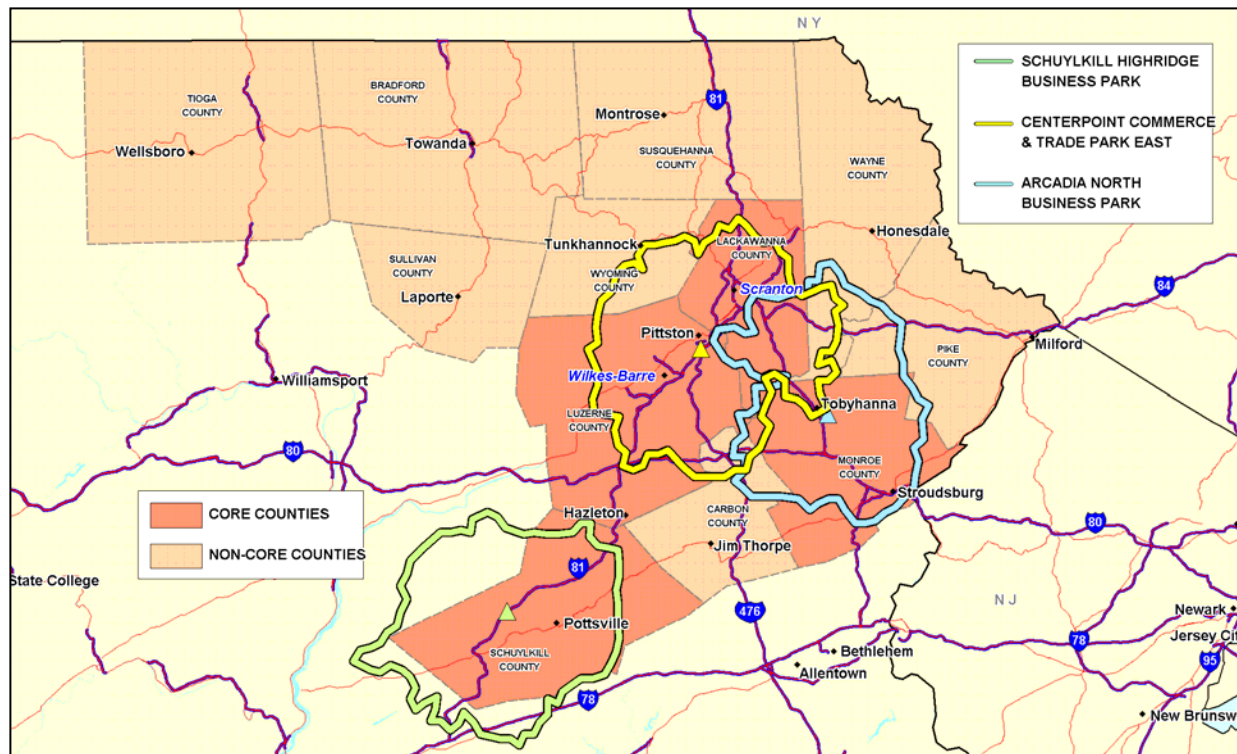 NY
81
SCHUYLKILL HIGHRIDGE
BUSINESS PARK
CENTERPOINT COMMERCE
& TRADE PARK EAST
ARCADIA NORTH
BUSINESS PARK
TIOGA
COUNTY
BRADFORD
COUNTY
Montrose
Wellsboro
Towanda
SUSQUEHANNA
COUNTY
WAYNE
COUNTY
Honesdale
Tunkhannock
LACKAWANNA
COUNTY
SULLIVAN
COUNTY
WYOMING
COUNTY
Laporte
Scranton
84
Pittston
Milford
PIKE
COUNTY
Williamsport
Wilkes-Barre
Tobyhanna
LUZERNE
COUNTY
80
MONROE
COUNTY
Stroudsburg
CORE COUNTIES
NON-CORE COUNTIES
Hazleton
CARBON
COUNTY
80
Jim Thorpe
State College
81
NJ
476
Newark
Pottsville
78
Jersey Cit
Bethlehem
SCHUYLKILL
COUNTY
Allentown
95
78
New Brunsw